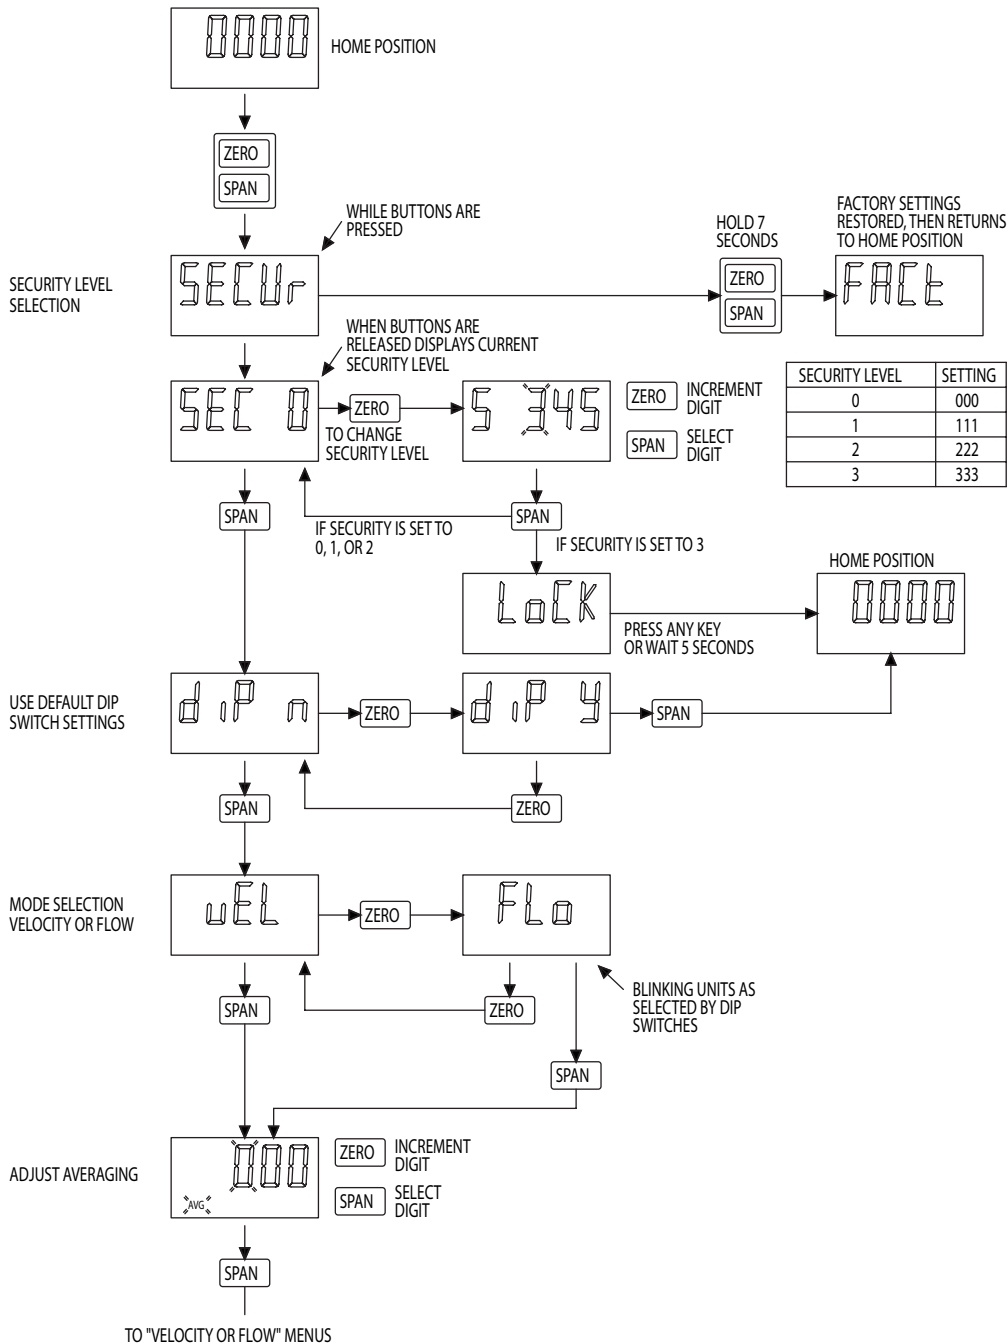 0000
HOME POSITION
ZERO
SPAN
WHILE BUTTONS ARE
PRESSED
HOLD 7
SECONDS
FACTORY SETTINGS
RESTORED, THEN RETURNS
TO HOME POSITION
SECURITY LEVEL
SELECTION
SECUr
ZERO
SPAN
FACt
WHEN BUTTONS ARE
RELEASED DISPLAYS CURRENT
SECURITY LEVEL
SEC 0
ZERO
TO CHANGE
SECURITY LEVEL
S 345
ZERO
INCREMENT
DIGIT
SPAN
SELECT
DIGIT
SECURITY LEVEL SETTING
0 000
1 111
2 222
3 333
SPAN
SPAN
IF SECURITY IS SET TO
0, 1, OR 2
IF SECURITY IS SET TO 3
LoCK
PRESS ANY KEY
OR WAIT 5 SECONDS
HOME POSITION
0000
USE DEFAULT DIP
SWITCH SETTINGS
diP n
ZERO
diP Y
SPAN
SPAN
ZERO
MODE SELECTION
VELOCITY OR FLOW
uEL
ZERO
FLo
SPAN
ZERO
BLINKING UNITS AS
SELECTED BY DIP
SWITCHES
SPAN
ADJUST AVERAGING
000
AVG
ZERO
INCREMENT
DIGIT
SPAN
SELECT
DIGIT
SPAN
TO "VELOCITY OR FLOW" MENUS